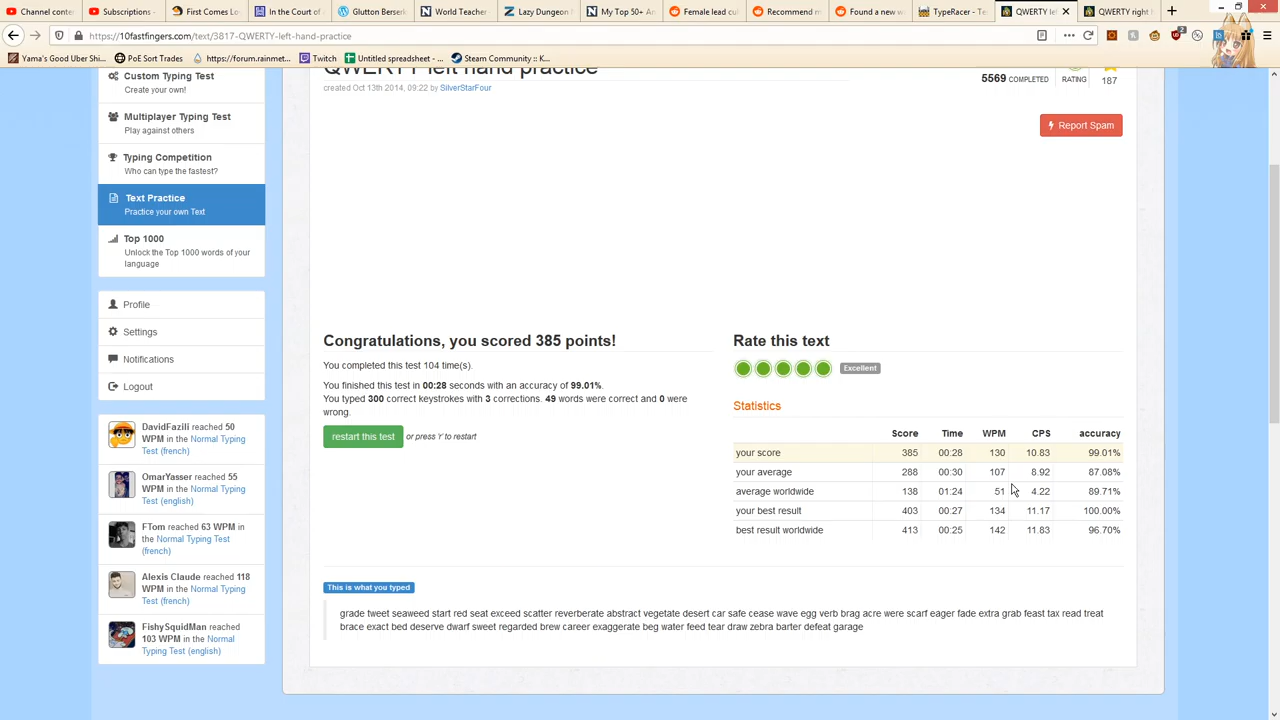 Channel conten
Subscriptions -
First Comes Lo
In the Court of
Glutton Berserk
World Teacher
Lazy Dungeon M
My Top 50+ An
Female lead cul
Recommend m
Found a new w
TypeRacer - Te
QWERTY lef
QWERTY right h
https://10fastfingers.com/text/3817-QWERTY-left-hand-practice
Yama's Good Uber Shi...
PoE Sort Trades
https://forum.rainmet...
Twitch
Untitled spreadsheet - ...
Steam Community :: K...
Custom Typing Test
Create your own!
Multiplayer Typing Test
Play against others
Typing Competition
Who can type the fastest?
Text Practice
Practice your own Text
Top 1000
Unlock the Top 1000 words of your
language
Profile
Settings
Notifications
Logout
DavidFazili reached 50
WPM in the Normal Typing
Test (french)
OmarYasser reached 55
WPM in the Normal Typing
Test (english)
FTom reached 63 WPM in
the Normal Typing Test
(french)
Alexis Claude reached 118
WPM in the Normal Typing
Test (french)
FishySquidMan reached
103 WPM in the Normal
Typing Test (english)
QWERTY left hand practice
created Oct 13th 2014, 09:22 by SilverStarFour
5569 COMPLETED
RATING
187
Report Spam
Congratulations, you scored 385 points!
You completed this test 104 time(s).
You finished this test in 00:28 seconds with an accuracy of 99.01%.
You typed 300 correct keystrokes with 3 corrections. 49 words were correct and 0 were
wrong.
restart this test or press 'r' to restart
Rate this text
Excellent
Statistics
Score Time WPM CPS accuracy
your score 385 00:28 130 10.83 99.01%
your average 288 00:30 107 8.92 87.08%
average worldwide 138 01:24 51 4.22 89.71%
your best result 403 00:27 134 11.17 100.00%
best result worldwide 413 00:25 142 11.83 96.70%
This is what you typed
grade tweet seaweed start red seat exceed scatter reverberate abstract vegetate desert car safe cease wave egg verb brag acre were scarf eager fade extra grab feast tax read treat
brace exact bed deserve dwarf sweet regarded brew career exaggerate beg water feed tear draw zebra barter defeat garage